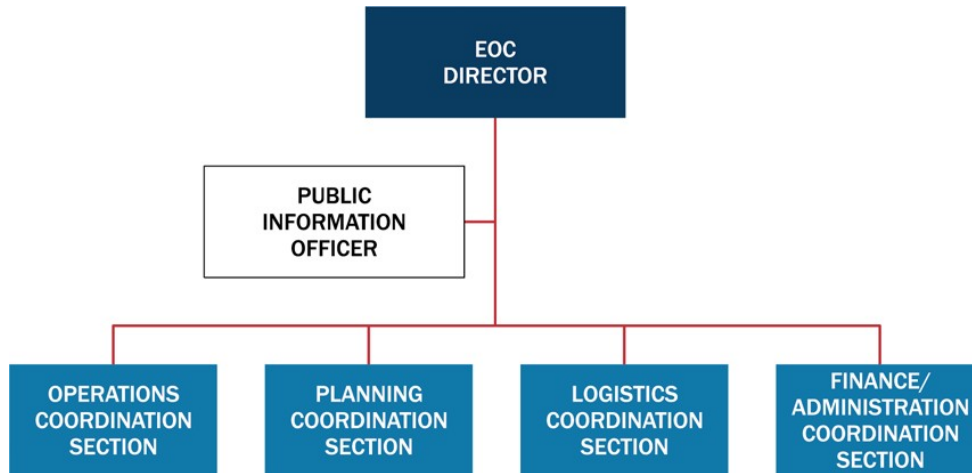 EOC
DIRECTOR
PUBLIC
INFORMATION
OFFICER
OPERATIONS
COORDINATION
SECTION
PLANNING
COORDINATION
SECTION
LOGISTICS
COORDINATION
SECTION
FINANCE/
ADMINISTRATION
COORDINATION
SECTION